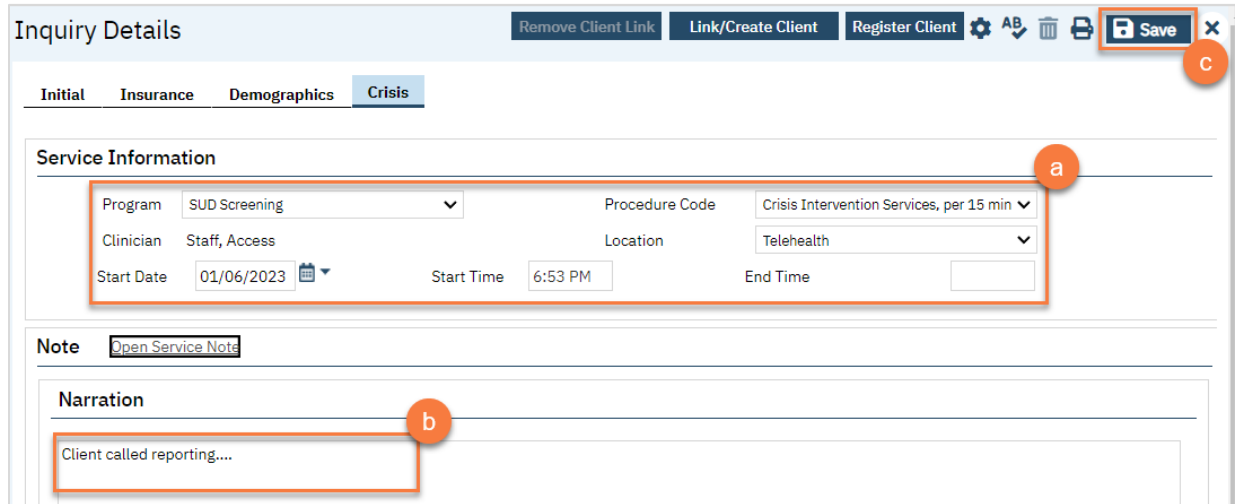 Inquiry Details Remove Client Link Link/Create Client Register Client AB Save
c
Initial Insurance Demographics Crisis
Service Information
a
Program SUD Screening Procedure Code Crisis Intervention Services, per 15 min
Clinician Staff, Access Location Telehealth
Start Date 01/06/2023 Start Time 6:53 PM End Time
Note Open Service Note
Narration
b
Client called reporting....